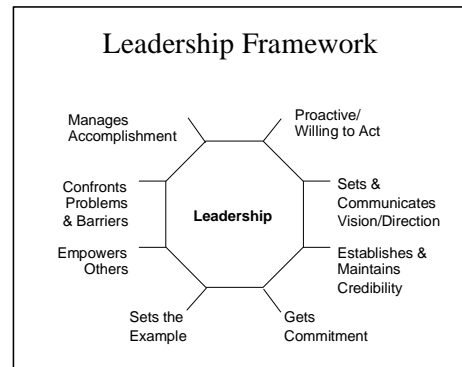 Leadership Framework
Manages
Accomplishment
Proactive/
Willing to Act
Confronts
Problems
& Barriers
Leadership
Sets &
Communicates
Vision/Direction
Empowers
Others
Establishes &
Maintains
Credibility
Sets the
Example
Gets
Commitment